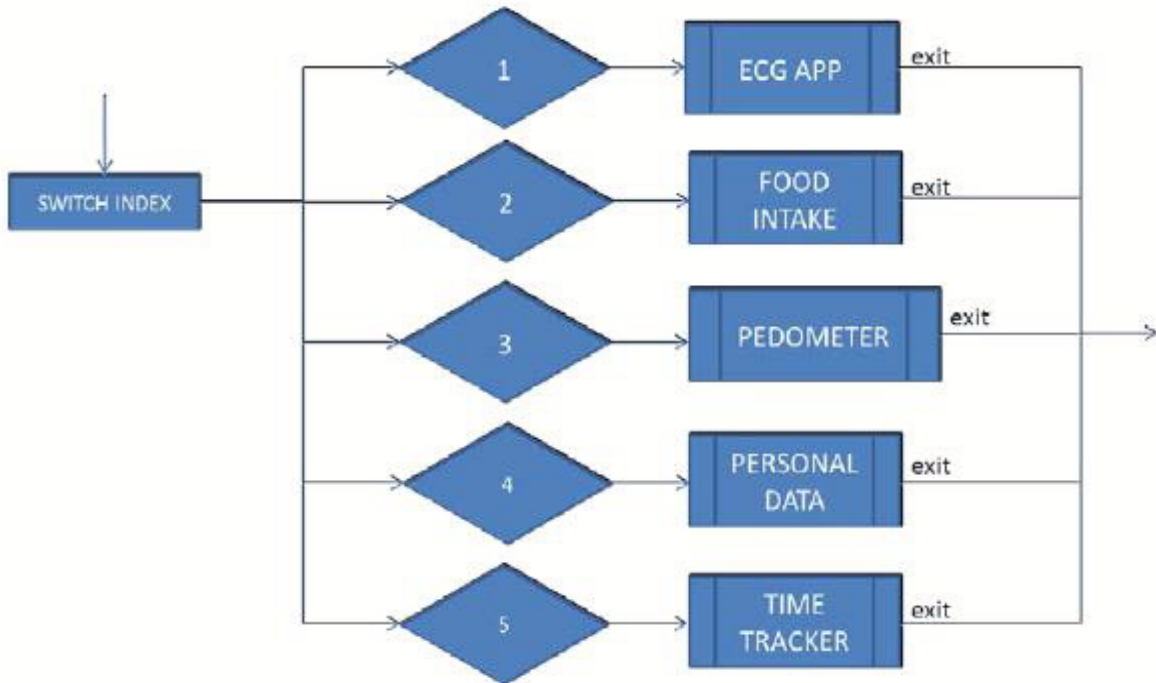 1
ECG APP
exit
SWITCH INDEX
2
FOOD
INTAKE
exit
3
PEDOMETER
exit
4
PERSONAL
DATA
exit
5
TIME
TRACKER
exit